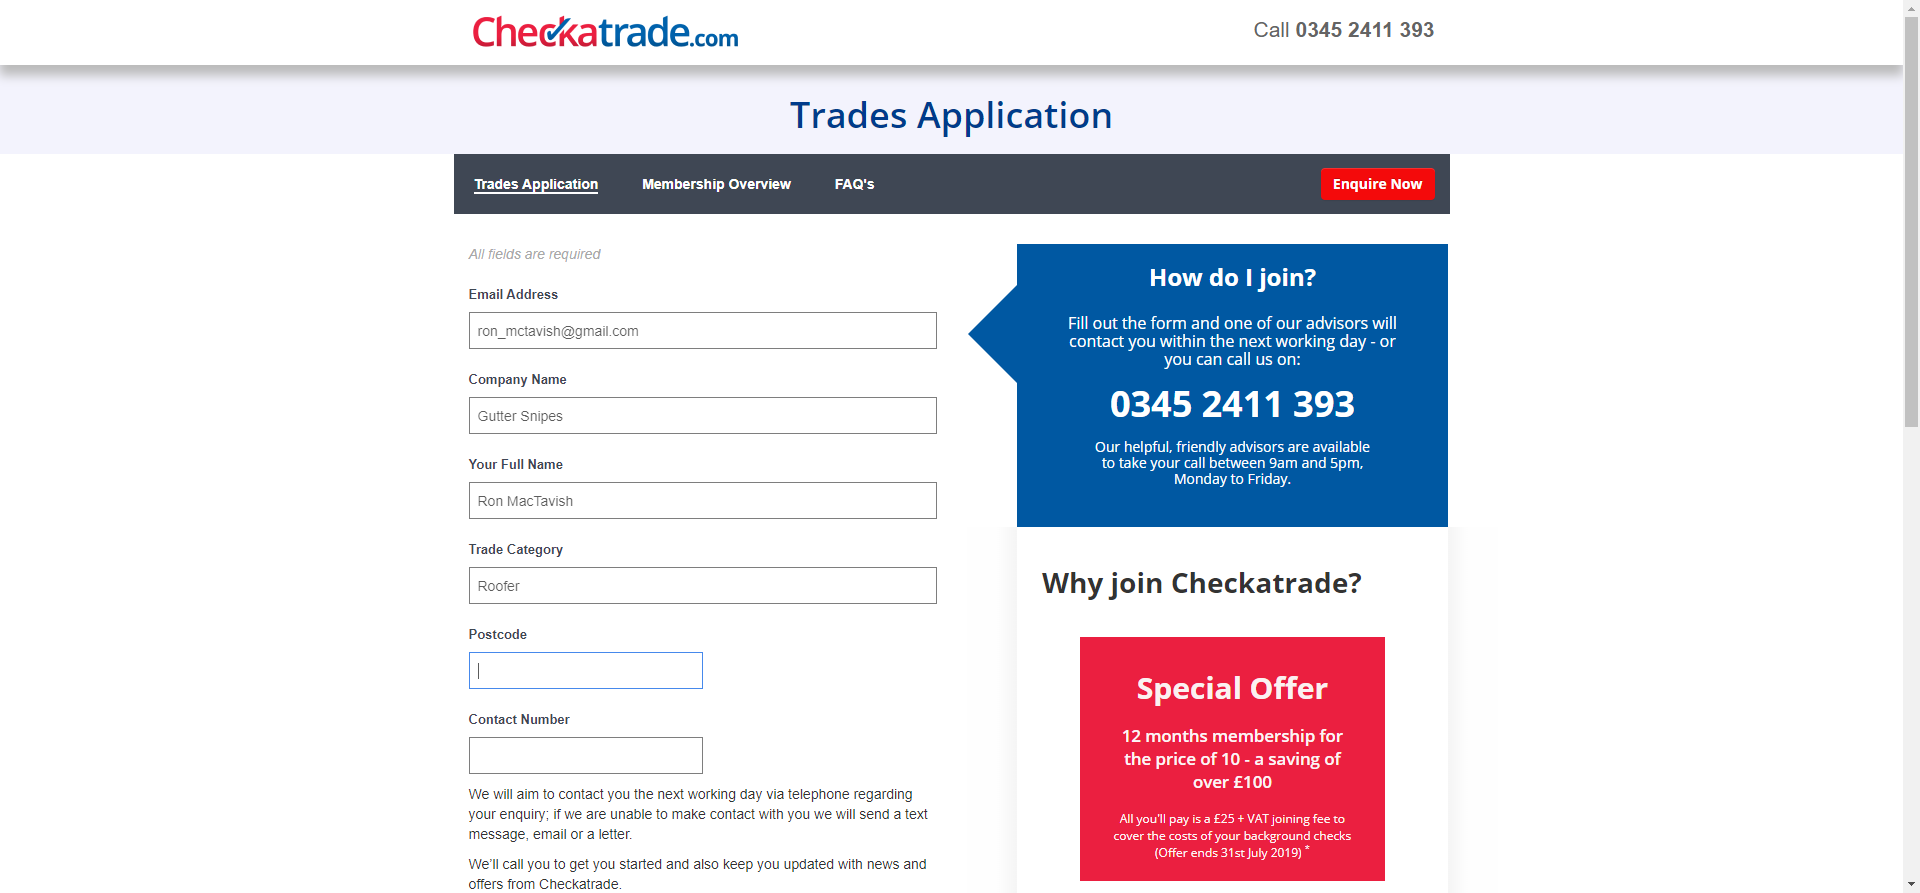 Checkatrade.com
Call 0345 2411 393
Trades Application
Trades Application
Membership Overview
FAQ's
Enquire Now
All fields are required
Email Address
ron_mctavish@gmail.com
Company Name
Gutter Snipes
Your Full Name
Ron MacTavish
Trade Category
Roofer
Postcode
Contact Number
We will aim to contact you the next working day via telephone regarding
your enquiry; if we are unable to make contact with you we will send a text
message, email or a letter.
We'll call you to get you started and also keep you updated with news and
offers from Checkatrade.
How do I join?
Fill out the form and one of our advisors will
contact you within the next working day - or
you can call us on:
0345 2411 393
Our helpful, friendly advisors are available
to take your call between 9am and 5pm,
Monday to Friday.
Why join Checkatrade?
Special Offer
12 months membership for
the price of 10 - a saving of
over £100
All you'll pay is a £25 + VAT joining fee to
cover the costs of your background checks
(Offer ends 31st July 2019) *